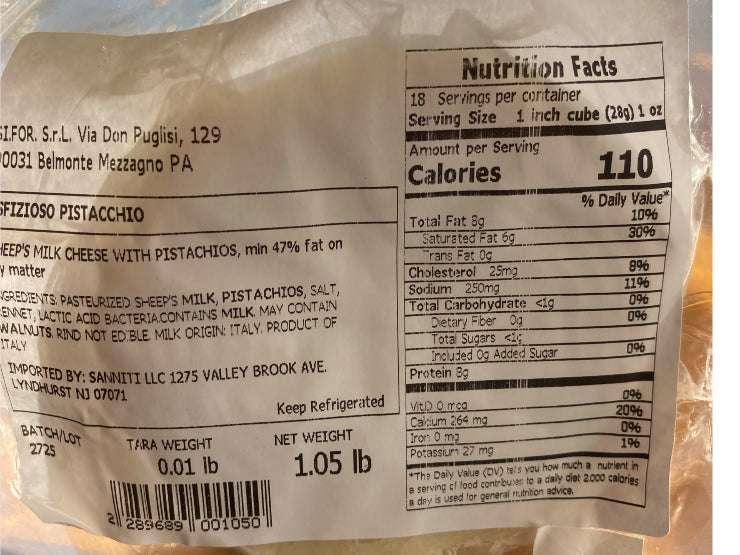 SI.FOR. S.r.L. Via Don Puglisi, 129
0031 Belmonte Mezzagno PA
SFIZIOSO PISTACCHIO
HEEP'S MILK CHEESE WITH PISTACHIOS, min 47% fat on
y matter
NGREDIENTS: PASTEURIZED SHEEP'S MILK, PISTACHIOS, SALT,
ENNET, LACTIC ACID BACTERIA.CONTAINS MILK. MAY CONTAIN
WALNUTS. RIND NOT EDIBLE. MILK ORIGIN: ITALY. PRODUCT OF
ITALY
IMPORTED BY: SANNITI LLC 1275 VALLEY BROOK AVE.
LYNDHURST NJ 07071
Keep Refrigerated
BATCH/LOT
2725
TARA WEIGHT
0.01 lb
NET WEIGHT
1.05 lb
2 289689 001050
Nutrition Facts
18 Servings per container
Serving Size 1 inch cube (28g) 1 oz
Amount per Serving
Calories 110
% Daily Value*
Total Fat 8g 10%
Saturated Fat 6g 30%
Trans Fat 0g
Cholesterol 25mg 8%
Sodium 250mg 11%
Total Carbohydrate <1g 0%
Dietary Fiber 0g 0%
Total Sugars <1g
Included 0g Added Sugar 0%
Protein 8g
Vit.D 0 mcg 0%
Calcium 264 mg 20%
Iron 0 mg 0%
Potassium 27 mg 1%
*The Daily Value (DV) tells you how much a nutrient in
a serving of food contributes to a daily diet 2.000 calories
a day is used for general nutrition advice.